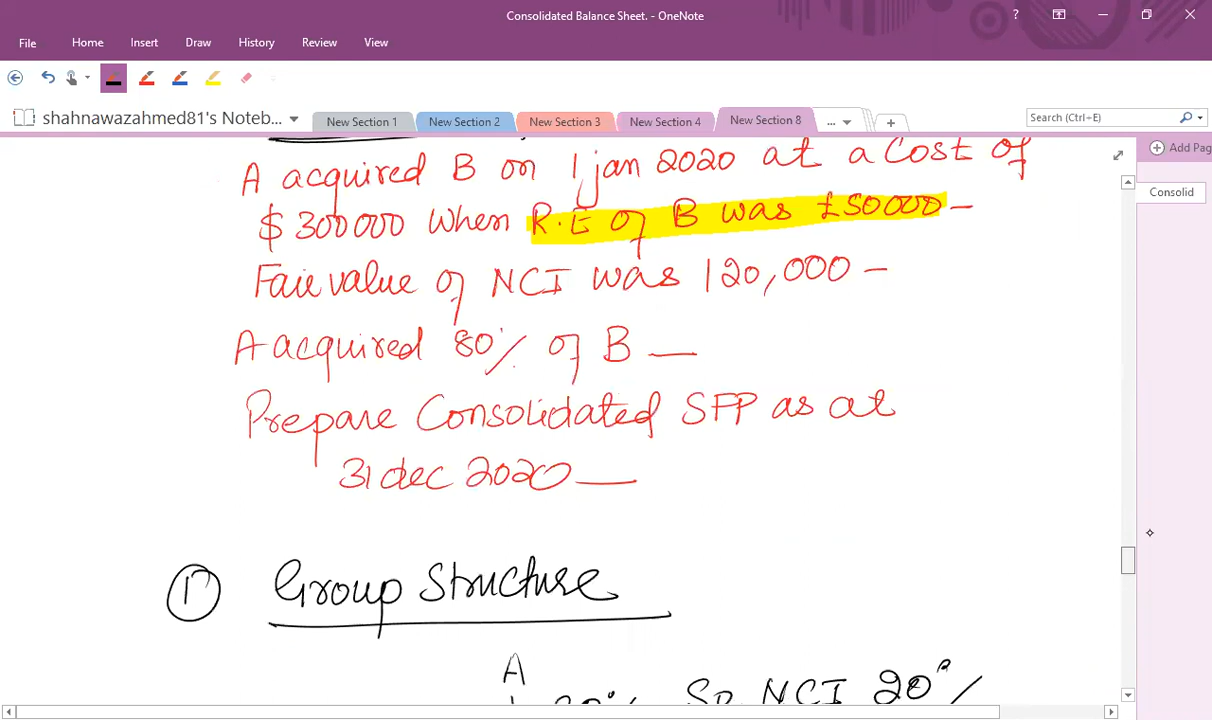 Consolidated Balance Sheet. - OneNote
?
File Home Insert Draw History Review View
shahnawazahmed81's Noteb... New Section 1 New Section 2 New Section 3 New Section 4 New Section 8 ... + Search (Ctrl+E)
Add Pag
Consolid
A acquired B on 1 jan 2020 at a Cost of
$ 300000 when R.E of B was £50000 —
Fair value of NCI was 120,000 —
A acquired 80% of B —
Prepare Consolidated SFP as at
31 dec 2020 —
① Group Structure
A
NCI 20%